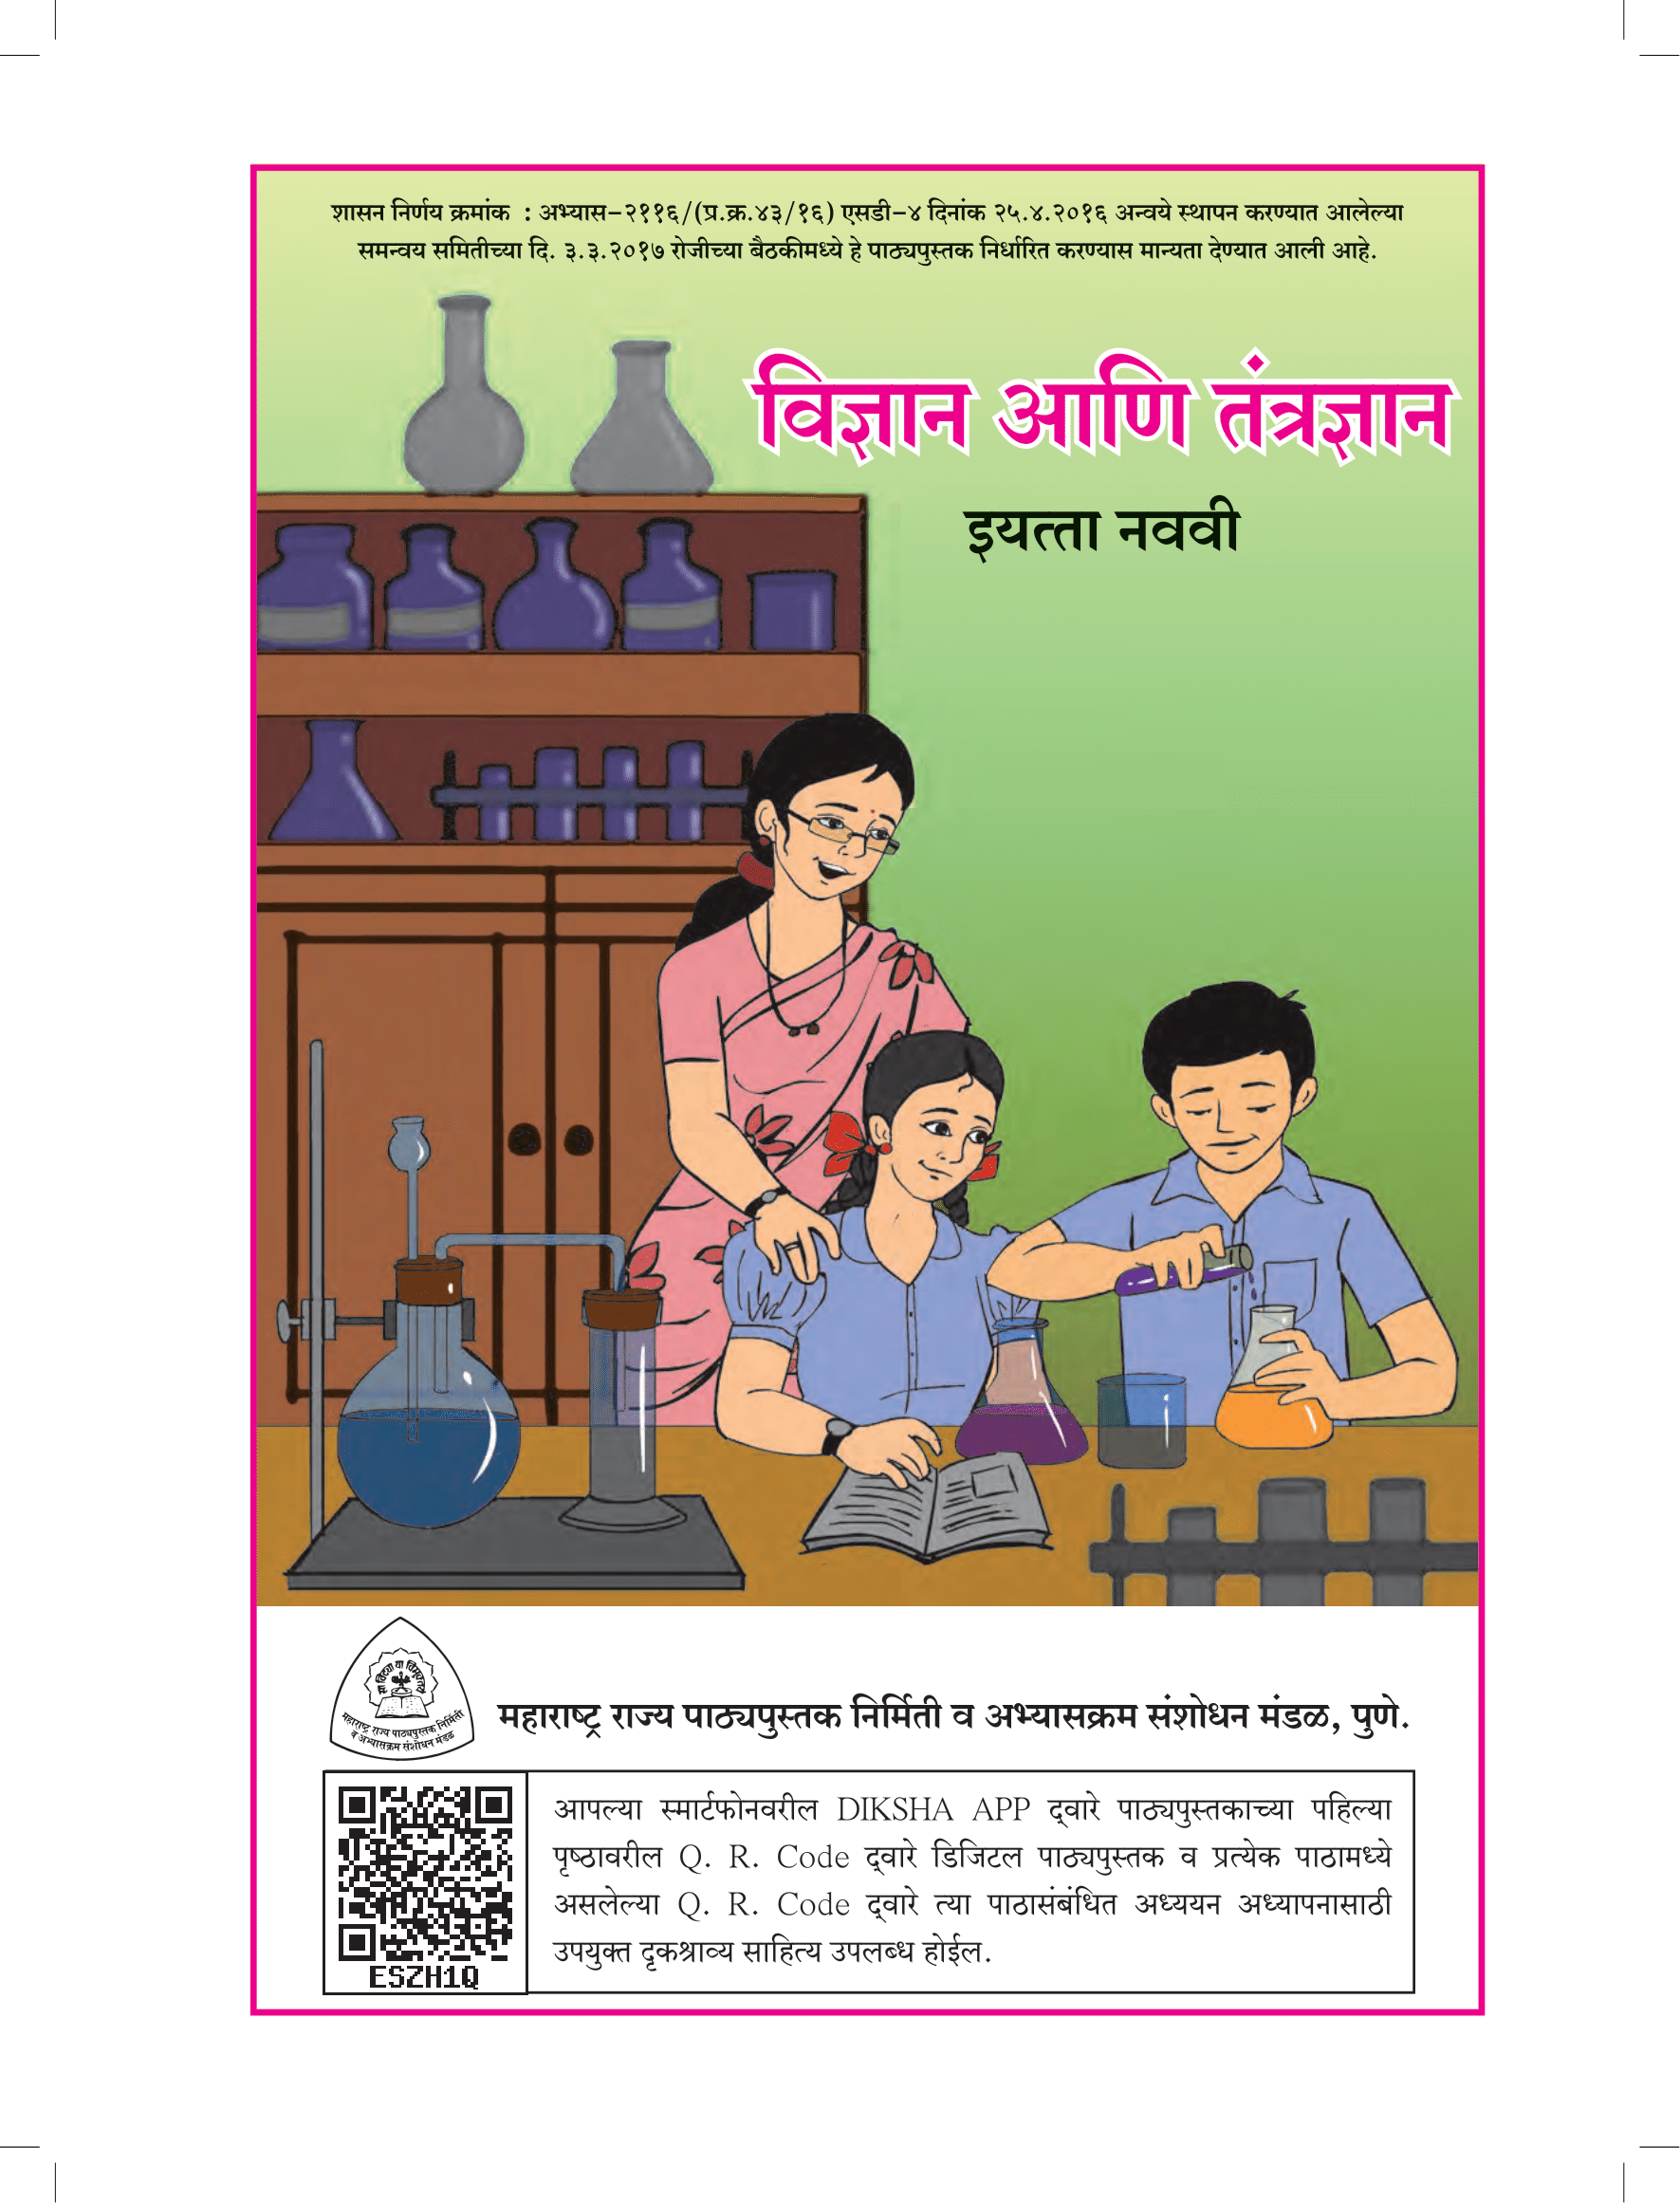 शासन निर्णय क्रमांक : अभ्यास-२११६/(प्र.क्र.४३/१६) एसडी-४ दिनांक २५.४.२०१६ अन्वये स्थापन करण्यात आलेल्या
समन्वय समितीच्या दि. ३.३.२०१७ रोजीच्या बैठकीमध्ये हे पाठ्यपुस्तक निर्धारित करण्यास मान्यता देण्यात आली आहे.
विज्ञान आणि तंत्रज्ञान
इयत्ता नववी
सा विद्या या विमुक्तये
महाराष्ट्र राज्य पाठ्यपुस्तक निर्मिती
व अभ्यासक्रम संशोधन मंडळ
महाराष्ट्र राज्य पाठ्यपुस्तक निर्मिती व अभ्यासक्रम संशोधन मंडळ, पुणे.
आपल्या स्मार्टफोनवरील DIKSHA APP द्‍वारे पाठ्यपुस्तकाच्या पहिल्या
पृष्ठावरील Q. R. Code द्‍वारे डिजिटल पाठ्यपुस्तक व प्रत्येक पाठामध्ये
असलेल्या Q. R. Code द्‍वारे त्या पाठासंबंधित अध्ययन अध्यापनासाठी
उपयुक्त दृकश्राव्य साहित्य उपलब्ध होईल.
ESZH1Q